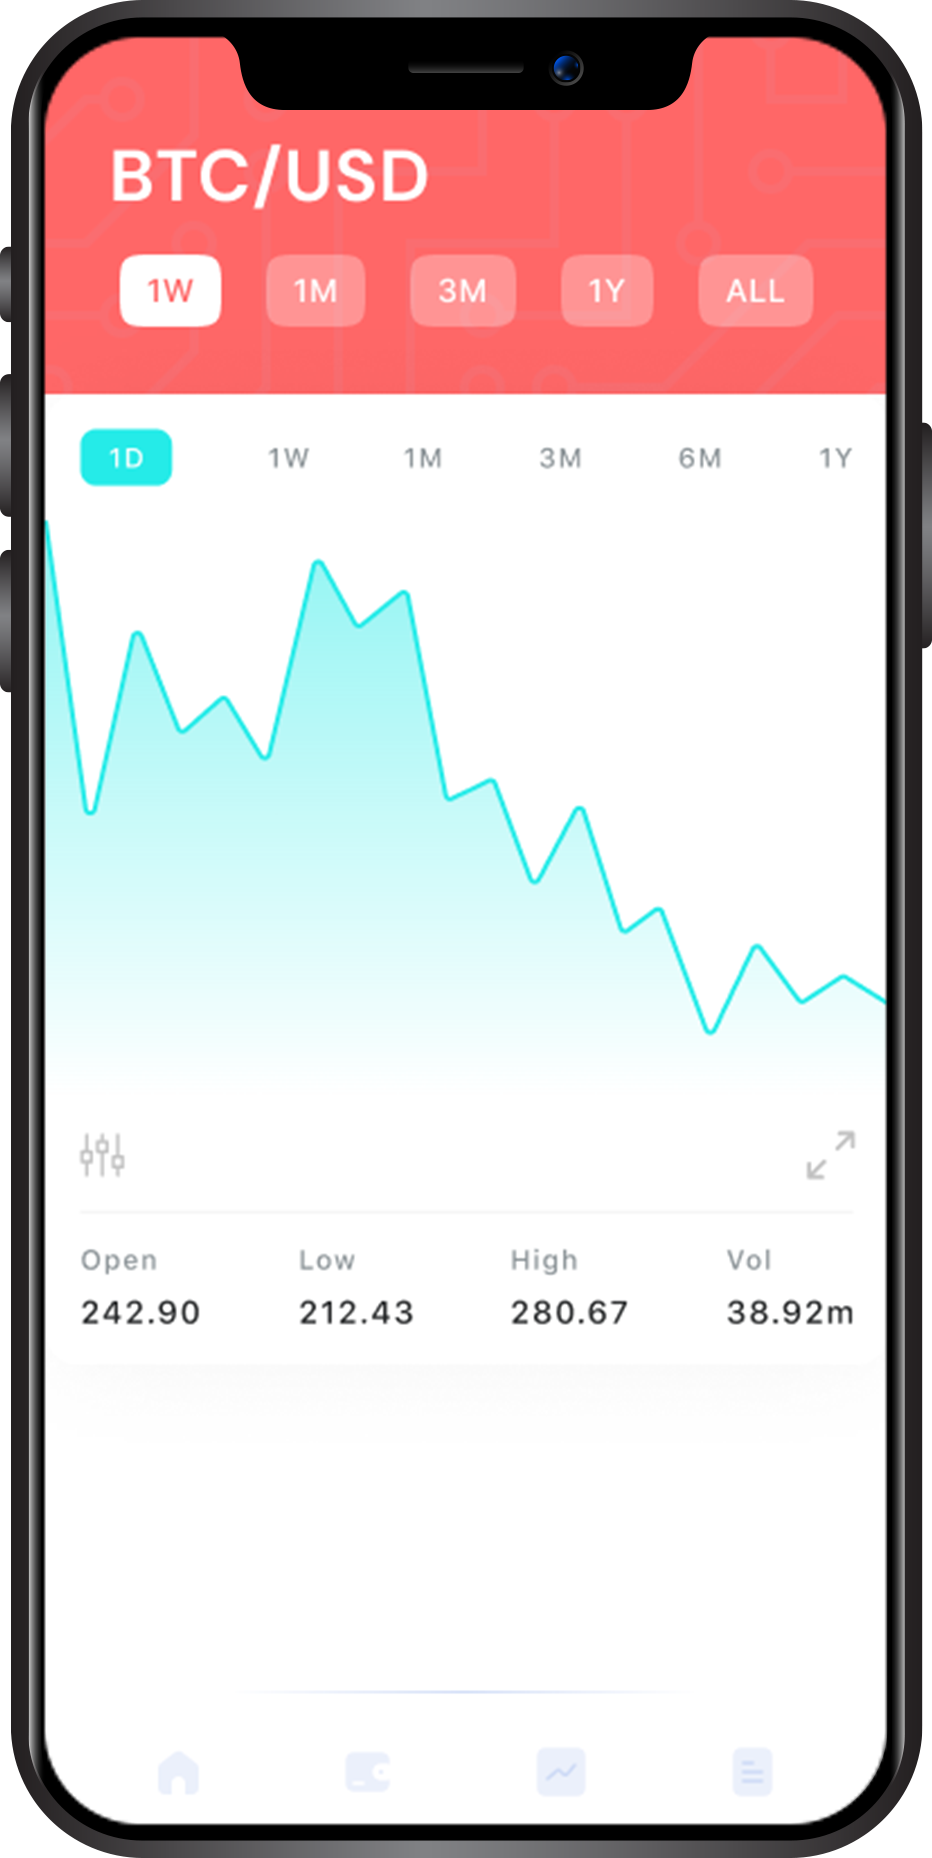 BTC/USD
1W 1M 3M 1Y ALL
1D 1W 1M 3M 6M 1Y
Open Low High Vol
242.90 212.43 280.67 38.92m